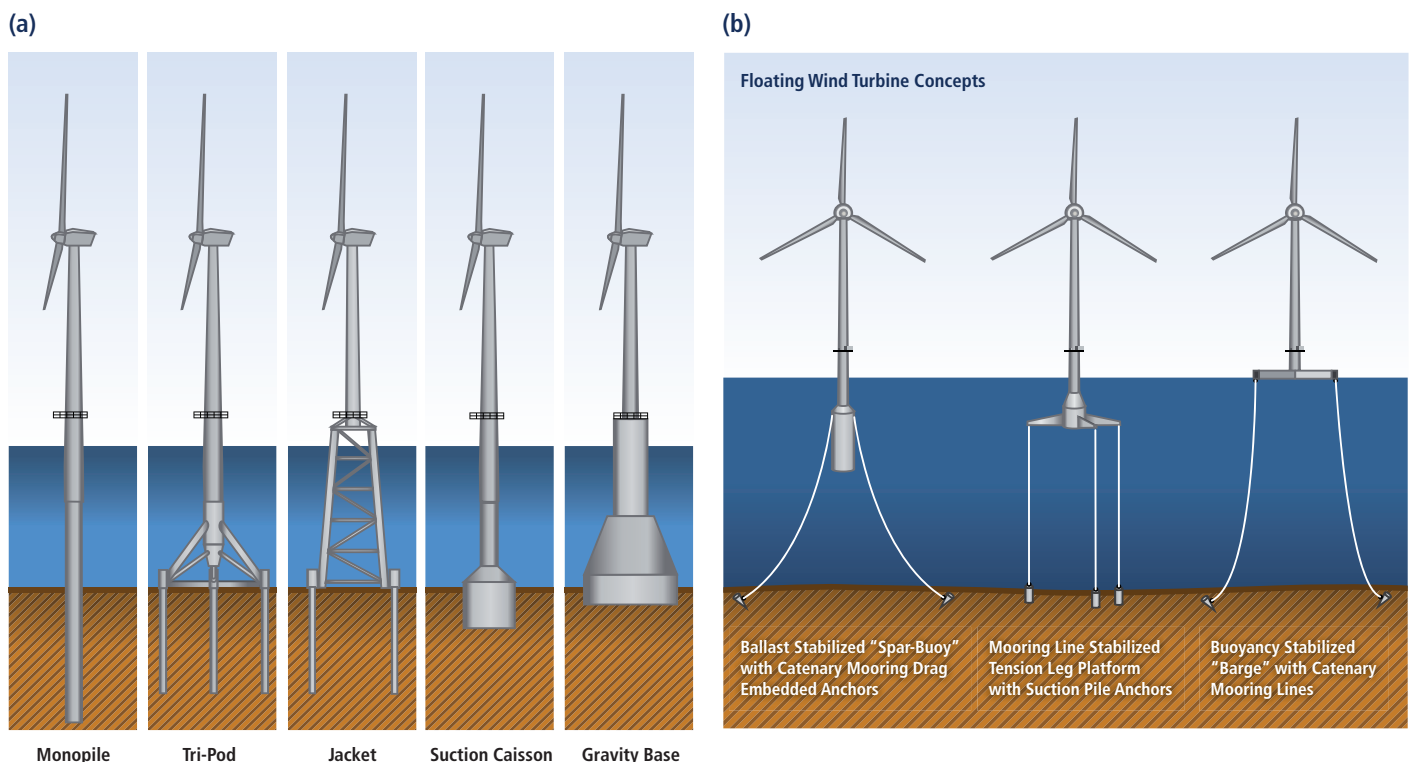 (a)
Monopile
Tri-Pod
Jacket
Suction Caisson
Gravity Base
(b)
Floating Wind Turbine Concepts
Ballast Stabilized “Spar-Buoy”
with Catenary Mooring Drag
Embedded Anchors
Mooring Line Stabilized
Tension Leg Platform
with Suction Pile Anchors
Buoyancy Stabilized
“Barge” with Catenary
Mooring Lines